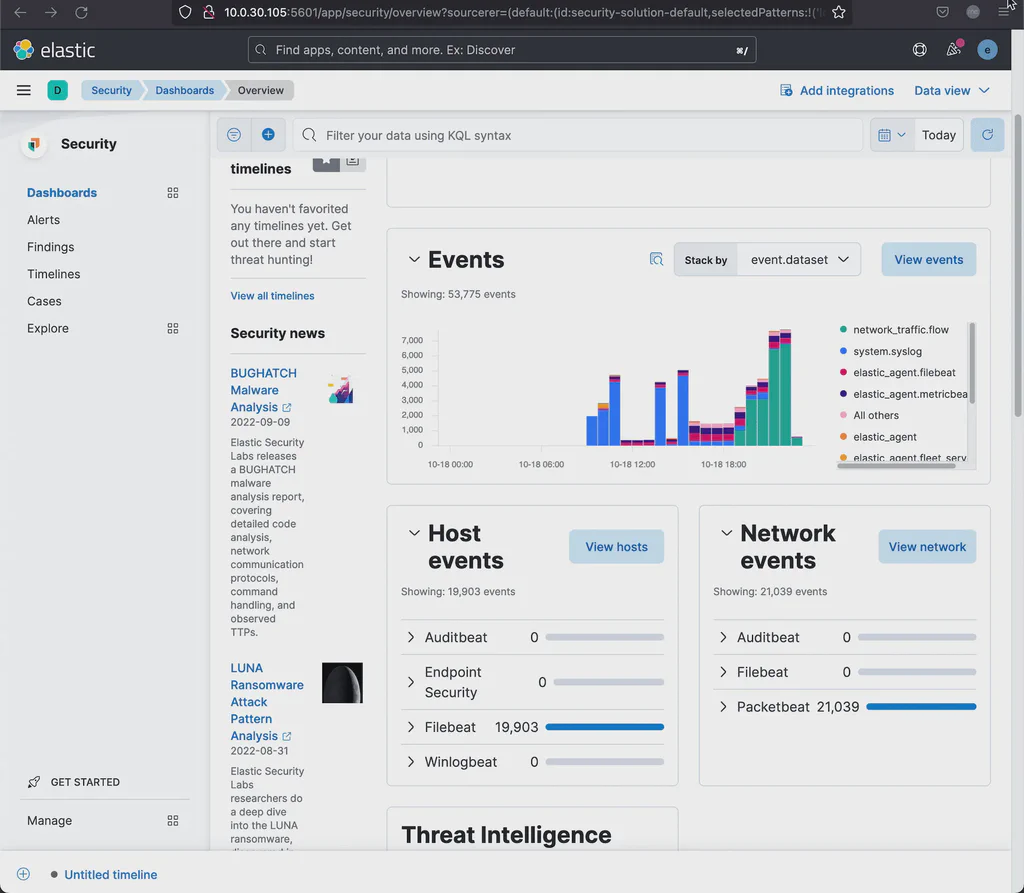 10.0.30.105:5601/app/security/overview?sourcerer=(default:(id:security-solution-default,selectedPatterns:!('
elastic
Find apps, content, and more. Ex: Discover
⌘/
e
D
Security
Dashboards
Overview
Add integrations
Data view
Security
Filter your data using KQL syntax
Today
Dashboards
Alerts
Findings
Timelines
Cases
Explore
GET STARTED
Manage
timelines
You haven't favorited
any timelines yet. Get
out there and start
threat hunting!
View all timelines
Security news
BUGHATCH
Malware
Analysis
2022-09-09
Elastic Security
Labs releases
a BUGHATCH
malware
analysis report,
covering
detailed code
analysis,
network
communication
protocols,
command
handling, and
observed
TTPs.
LUNA
Ransomware
Attack
Pattern
Analysis
2022-08-31
Elastic Security
Labs
researchers do
a deep dive
into the LUNA
ransomware,
Events
Stack by
event.dataset
View events
Showing: 53,775 events
7,000
6,000
5,000
4,000
3,000
2,000
1,000
0
10-18 00:00
10-18 06:00
10-18 12:00
10-18 18:00
network_traffic.flow
system.syslog
elastic_agent.filebeat
elastic_agent.metricbea
All others
elastic_agent
elastic_agent.fleet_serv
Host
events
View hosts
Showing: 19,903 events
Auditbeat 0
Endpoint
Security 0
Filebeat 19,903
Winlogbeat 0
Network
events
View network
Showing: 21,039 events
Auditbeat 0
Filebeat 0
Packetbeat 21,039
Threat Intelligence
Untitled timeline